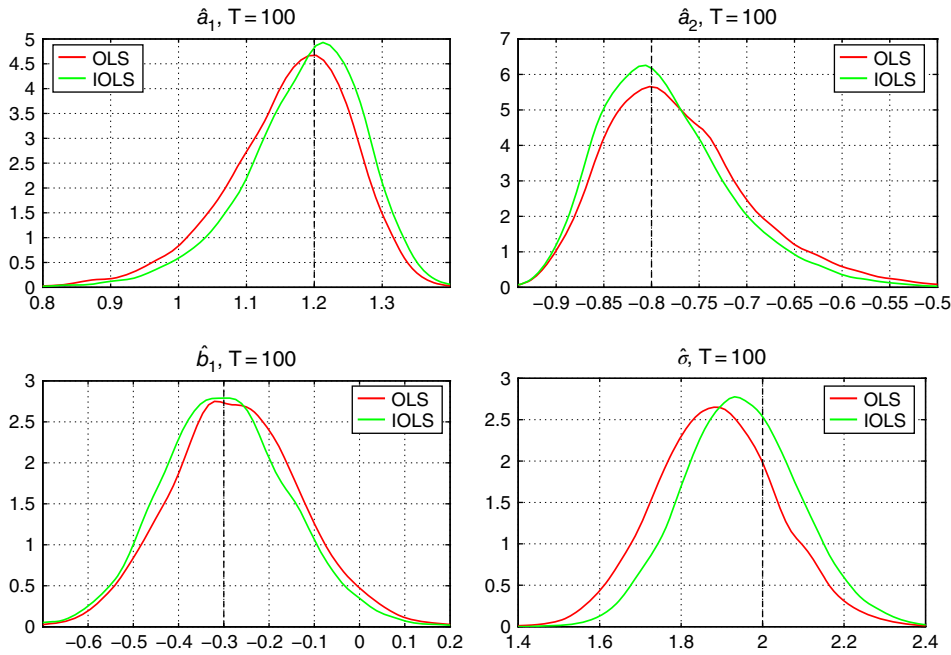 â₁, T = 100
5
4.5
4
3.5
3
2.5
2
1.5
1
0.5
0
OLS
IOLS
0.8 0.9 1 1.1 1.2 1.3
â₂, T = 100
7
6
5
4
3
2
1
0
OLS
IOLS
−0.9 −0.85 −0.8 −0.75 −0.7 −0.65 −0.6 −0.55 −0.5
b̂₁, T = 100
3
2.5
2
1.5
1
0.5
0
OLS
IOLS
−0.6 −0.5 −0.4 −0.3 −0.2 −0.1 0 0.1 0.2
σ̂, T = 100
3
2.5
2
1.5
1
0.5
0
OLS
IOLS
1.4 1.6 1.8 2 2.2 2.4